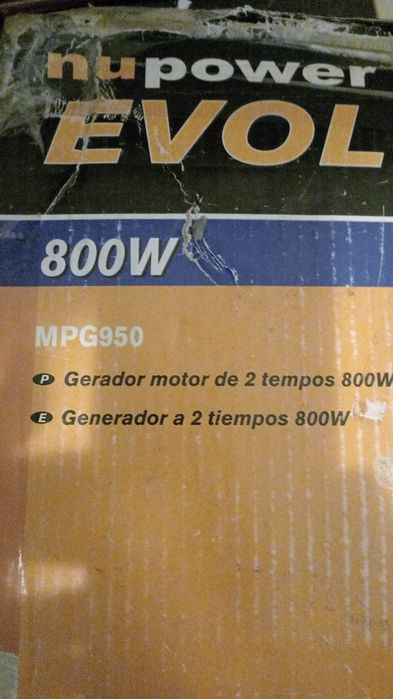 nupower
EVOL
800W
MPG950
P Gerador motor de 2 tempos 800W
E Generador a 2 tiempos 800W